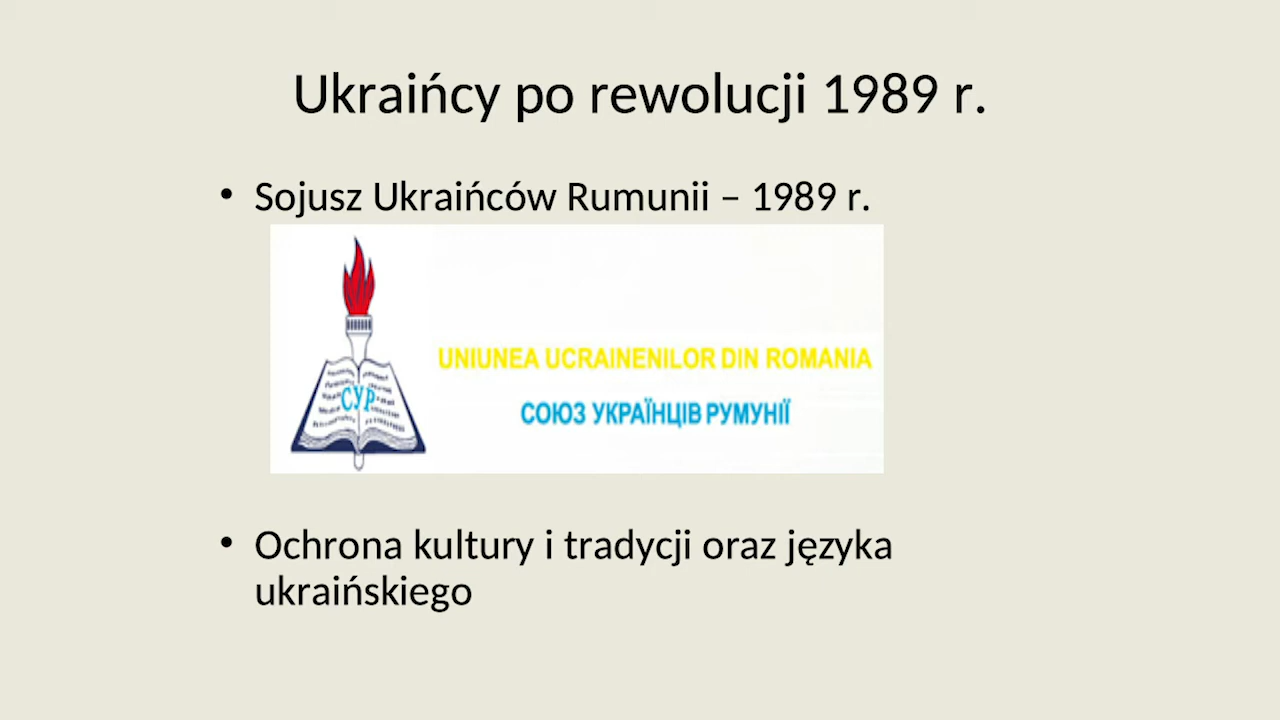 Ukraińcy po rewolucji 1989 r.
• Sojusz Ukraińców Rumunii – 1989 r.
СУР
UNIUNEA UCRAINENILOR DIN ROMANIA
СОЮЗ УКРАЇНЦІВ РУМУНІЇ
• Ochrona kultury i tradycji oraz języka
ukraińskiego